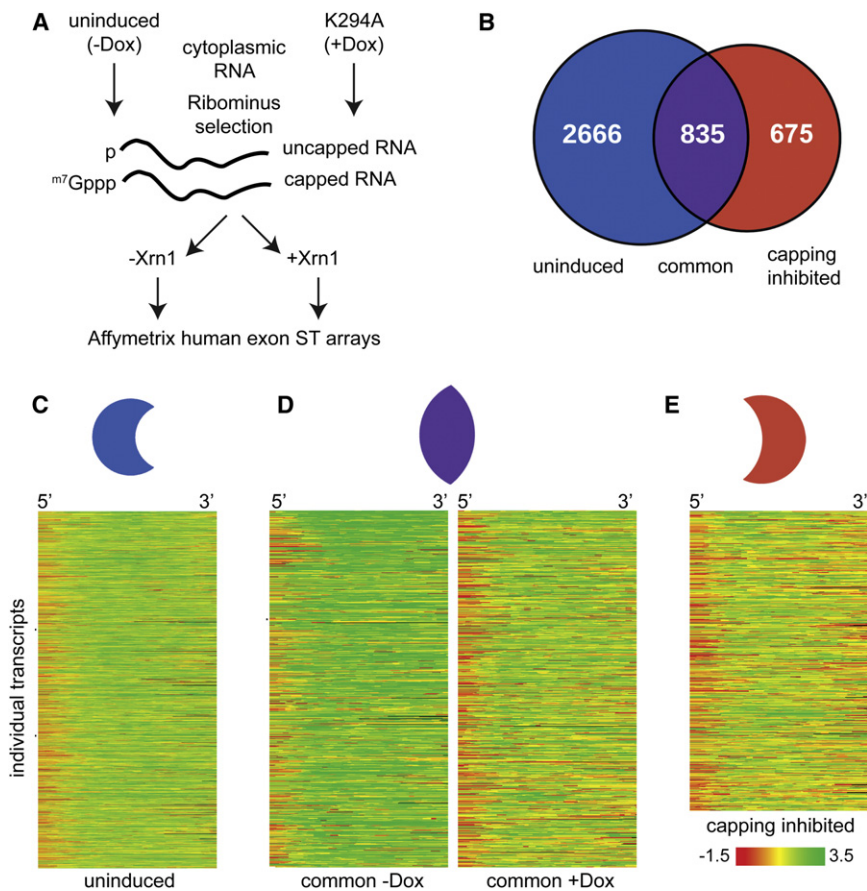 A
uninduced
(-Dox)
cytoplasmic
RNA
K294A
(+Dox)
Ribominus
selection
p
uncapped RNA
m7Gppp
capped RNA
-Xrn1
+Xrn1
Affymetrix human exon ST arrays
B
2666
835
675
uninduced
common
capping
inhibited
C
D
E
5’
3’
5’
3’
5’
3’
individual transcripts
uninduced
common -Dox
common +Dox
capping inhibited
-1.5
3.5